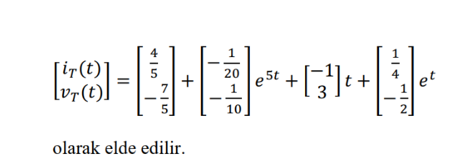 [i_T(t); v_T(t)] = [4/5; -7/5] + [-1/20; -1/10] e^{5t} + [-1; 3] t + [1/4; -1/2] e^t
olarak elde edilir.